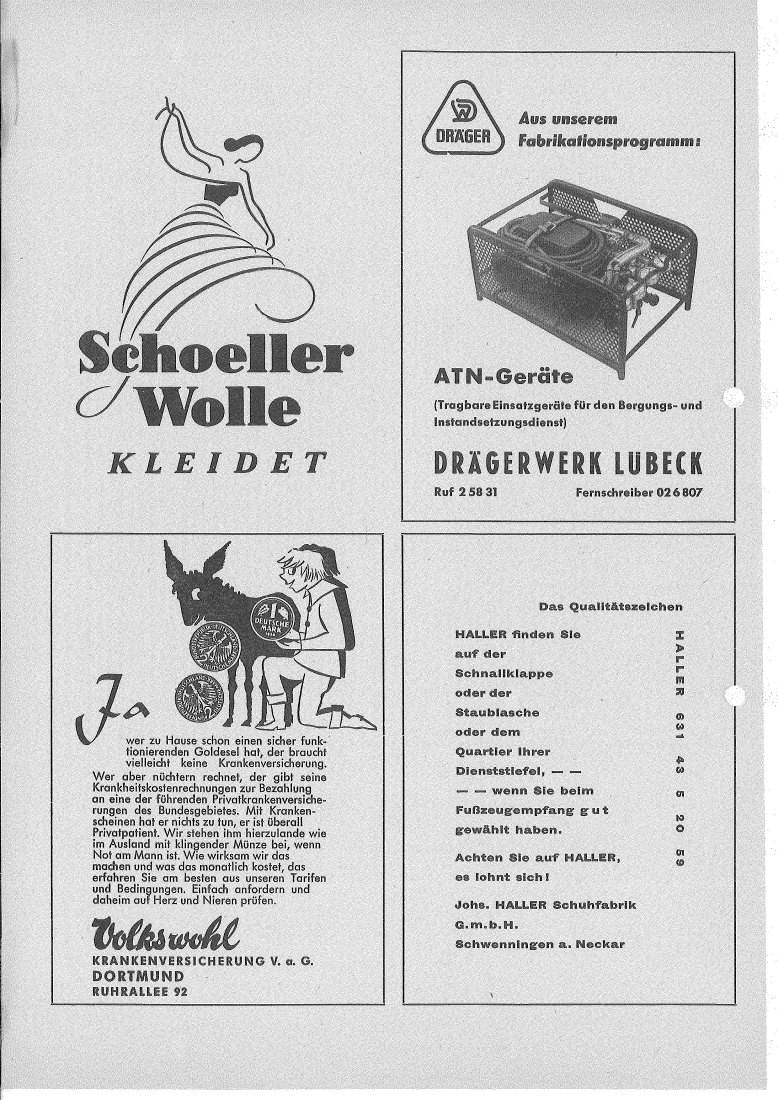 Schoeller
Wolle
KLEIDET
DRÄGER
Aus unserem
Fabrikationsprogramm:
ATN-Geräte
(Tragbare Einsatzgeräte für den Bergungs- und
Instandsetzungsdienst)
DRÄGERWERK LÜBECK
Ruf 2 58 31 Fernschreiber 02 6 807
1
DEUTSCHE
MARK
Ja
wer zu Hause schon einen sicher funk-
tionierenden Goldesel hat, der braucht
vielleicht keine Krankenversicherung.
Wer aber nüchtern rechnet, der gibt seine
Krankheitskostenrechnungen zur Bezahlung
an eine der führenden Privatkrankenversiche-
rungen des Bundesgebietes. Mit Kranken-
scheinen hat er nichts zu tun, er ist überall
Privatpatient. Wir stehen ihm hierzulande wie
im Ausland mit klingender Münze bei, wenn
Not am Mann ist. Wie wirksam wir das
machen und was das monatlich kostet, das
erfahren Sie am besten aus unseren Tarifen
und Bedingungen. Einfach anfordern und
daheim auf Herz und Nieren prüfen.
Volkswohl
KRANKENVERSICHERUNG V. a. G.
DORTMUND
RUHRALLEE 92
Das Qualitätszeichen
HALLER finden Sie
auf der
Schnallklappe
oder der
Staublasche
oder dem
Quartier Ihrer
Dienststiefel, — —
— — wenn Sie beim
Fußzeugempfang gut
gewählt haben.
Achten Sie auf HALLER,
es lohnt sich!
Johs. HALLER Schuhfabrik
G.m.b.H.
Schwenningen a. Neckar
HALLER 631 43 5 20 59